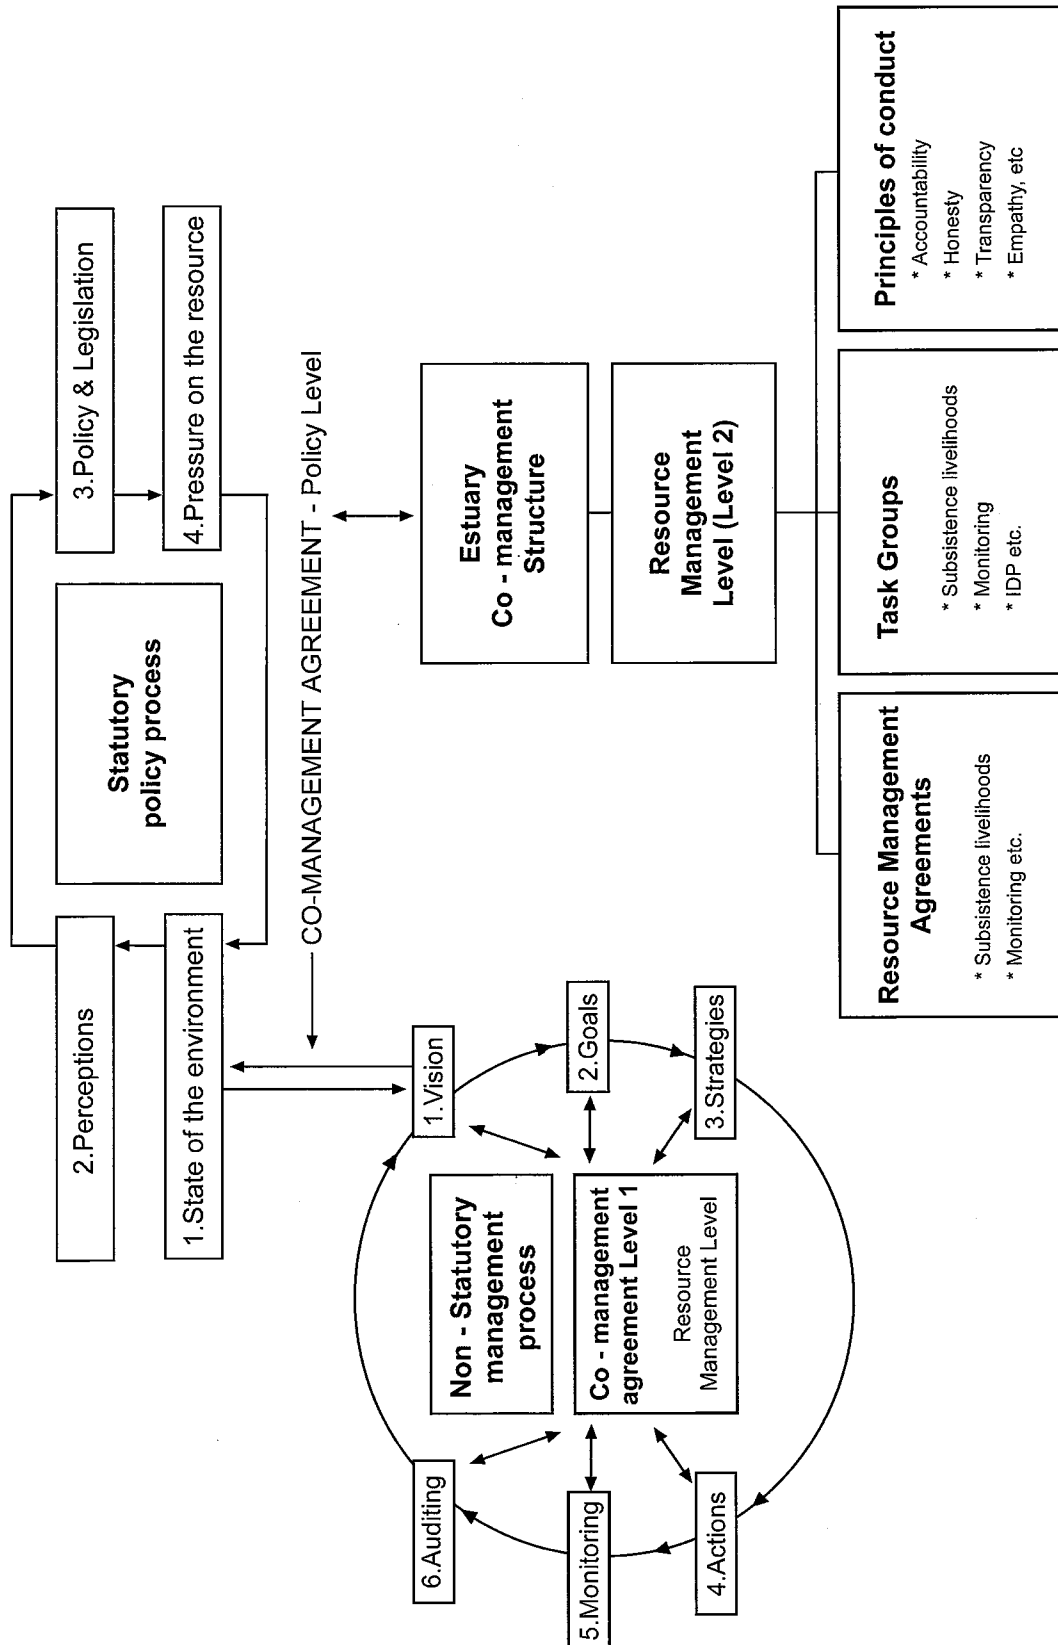 2.Perceptions
1.State of the environment
Statutory
policy process
3.Policy & Legislation
4.Pressure on the resource
CO-MANAGEMENT AGREEMENT - Policy Level
6.Auditing
5.Monitoring
4.Actions
Non - Statutory
management
process
Co - management
agreement Level 1
Resource
Management Level
1.Vision
2.Goals
3.Strategies
Estuary
Co - management
Structure
Resource
Management
Level (Level 2)
Resource Management
Agreements
* Subsistence livelihoods
* Monitoring etc.
Task Groups
* Subsistence livelihoods
* Monitoring
* IDP etc.
Principles of conduct
* Accountability
* Honesty
* Transparency
* Empathy, etc